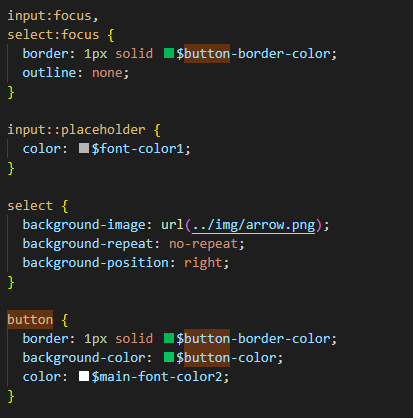 input:focus,
select:focus {
border: 1px solid $button-border-color;
outline: none;
}
input::placeholder {
color: $font-color1;
}
select {
background-image: url(../img/arrow.png);
background-repeat: no-repeat;
background-position: right;
}
button {
border: 1px solid $button-border-color;
background-color: $button-color;
color: $main-font-color2;
}